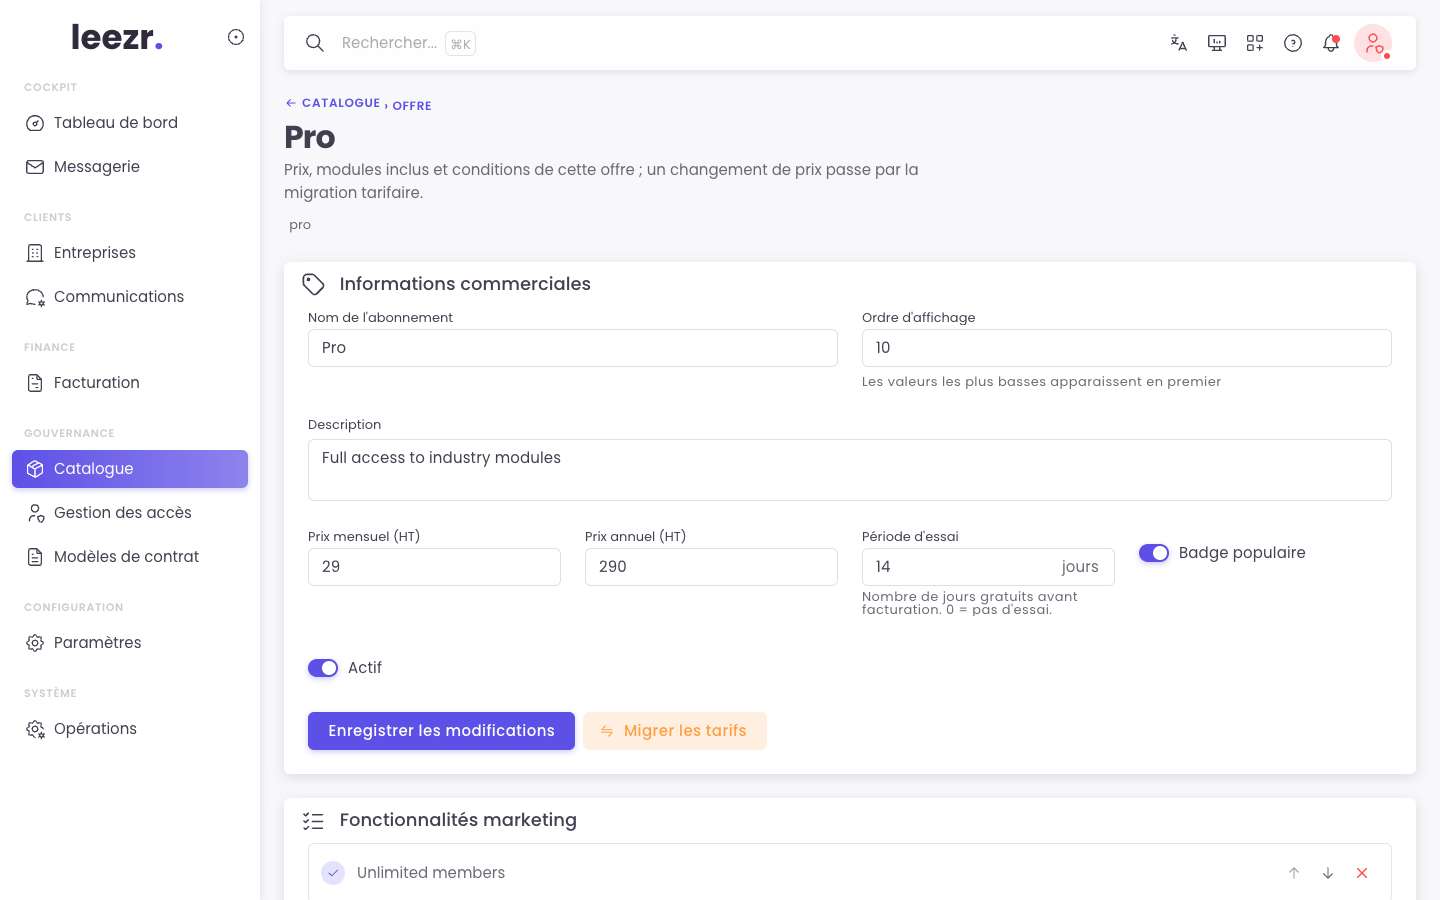 leezr.
Rechercher... ⌘K
COCKPIT
Tableau de bord
Messagerie
CLIENTS
Entreprises
Communications
FINANCE
Facturation
GOUVERNANCE
Catalogue
Gestion des accès
Modèles de contrat
CONFIGURATION
Paramètres
SYSTÈME
Opérations
← CATALOGUE › OFFRE
Pro
Prix, modules inclus et conditions de cette offre ; un changement de prix passe par la
migration tarifaire.
pro
Informations commerciales
Nom de l'abonnement
Pro
Ordre d'affichage
10
Les valeurs les plus basses apparaissent en premier
Description
Full access to industry modules
Prix mensuel (HT)
29
Prix annuel (HT)
290
Période d'essai
14 jours
Nombre de jours gratuits avant
facturation. 0 = pas d'essai.
Badge populaire
Actif
Enregistrer les modifications
Migrer les tarifs
Fonctionnalités marketing
Unlimited members